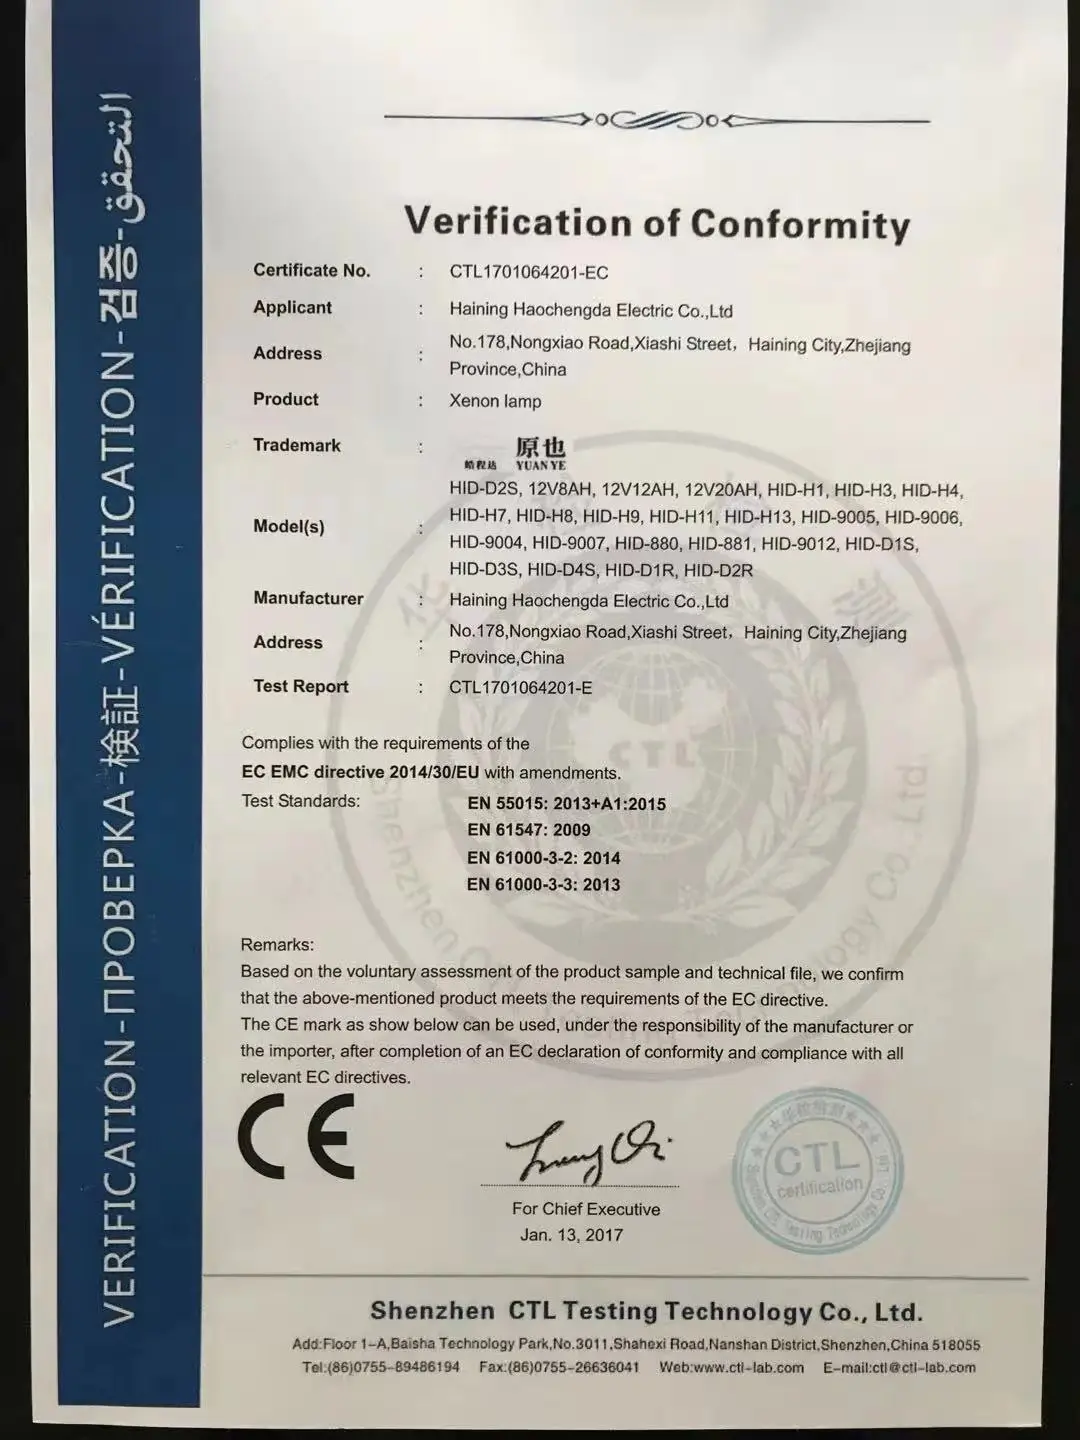 VERIFICATION-ПРОВЕРКА-検証-VÉRIFICATION-검증-التحقق
Verification of Conformity
Certificate No. : CTL1701064201-EC
Applicant : Haining Haochengda Electric Co.,Ltd
Address : No.178,Nongxiao Road,Xiashi Street，Haining City,Zhejiang
Province,China
Product : Xenon lamp
Trademark : 皓程达 原也
YUAN YE
Model(s) : HID-D2S, 12V8AH, 12V12AH, 12V20AH, HID-H1, HID-H3, HID-H4,
HID-H7, HID-H8, HID-H9, HID-H11, HID-H13, HID-9005, HID-9006,
HID-9004, HID-9007, HID-880, HID-881, HID-9012, HID-D1S,
HID-D3S, HID-D4S, HID-D1R, HID-D2R
Manufacturer : Haining Haochengda Electric Co.,Ltd
Address : No.178,Nongxiao Road,Xiashi Street，Haining City,Zhejiang
Province,China
Test Report : CTL1701064201-E
Complies with the requirements of the
EC EMC directive 2014/30/EU with amendments.
Test Standards: EN 55015: 2013+A1:2015
EN 61547: 2009
EN 61000-3-2: 2014
EN 61000-3-3: 2013
Remarks:
Based on the voluntary assessment of the product sample and technical file, we confirm
that the above-mentioned product meets the requirements of the EC directive.
The CE mark as show below can be used, under the responsibility of the manufacturer or
the importer, after completion of an EC declaration of conformity and compliance with all
relevant EC directives.
CE
For Chief Executive
Jan. 13, 2017
CTL
certification
Shenzhen CTL Testing Technology Co., Ltd.
Add:Floor 1-A,Baisha Technology Park,No.3011,Shahexi Road,Nanshan District,Shenzhen,China 518055
Tel:(86)0755-89486194 Fax:(86)0755-26636041 Web:www.ctl-lab.com E-mail:ctl@ctl-lab.com